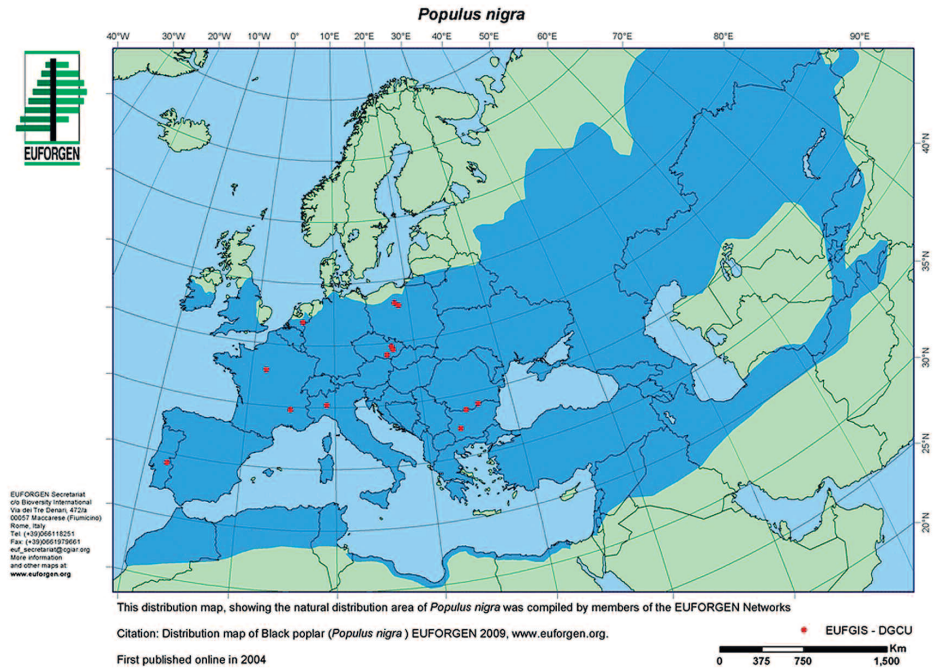 Populus nigra
40°W 30°W 20°W 10°W 0° 10°E 20°E 30°E 40°E 50°E 60°E 70°E 80°E 90°E
EUFORGEN
40°N
35°N
30°N
25°N
20°N
EUFORGEN Secretariat
c/o Bioversity International
Via dei Tre Denari, 472/a
00057 Maccarese (Fiumicino)
Rome, Italy
Tel. (+39)066118251
Fax: (+39)0661979661
euf_secretariat@cgiar.org
More information
and other maps at:
www.euforgen.org
This distribution map, showing the natural distribution area of Populus nigra was compiled by members of the EUFORGEN Networks
Citation: Distribution map of Black poplar (Populus nigra ) EUFORGEN 2009, www.euforgen.org.
First published online in 2004
EUFGIS - DGCU
Km
0 375 750 1,500